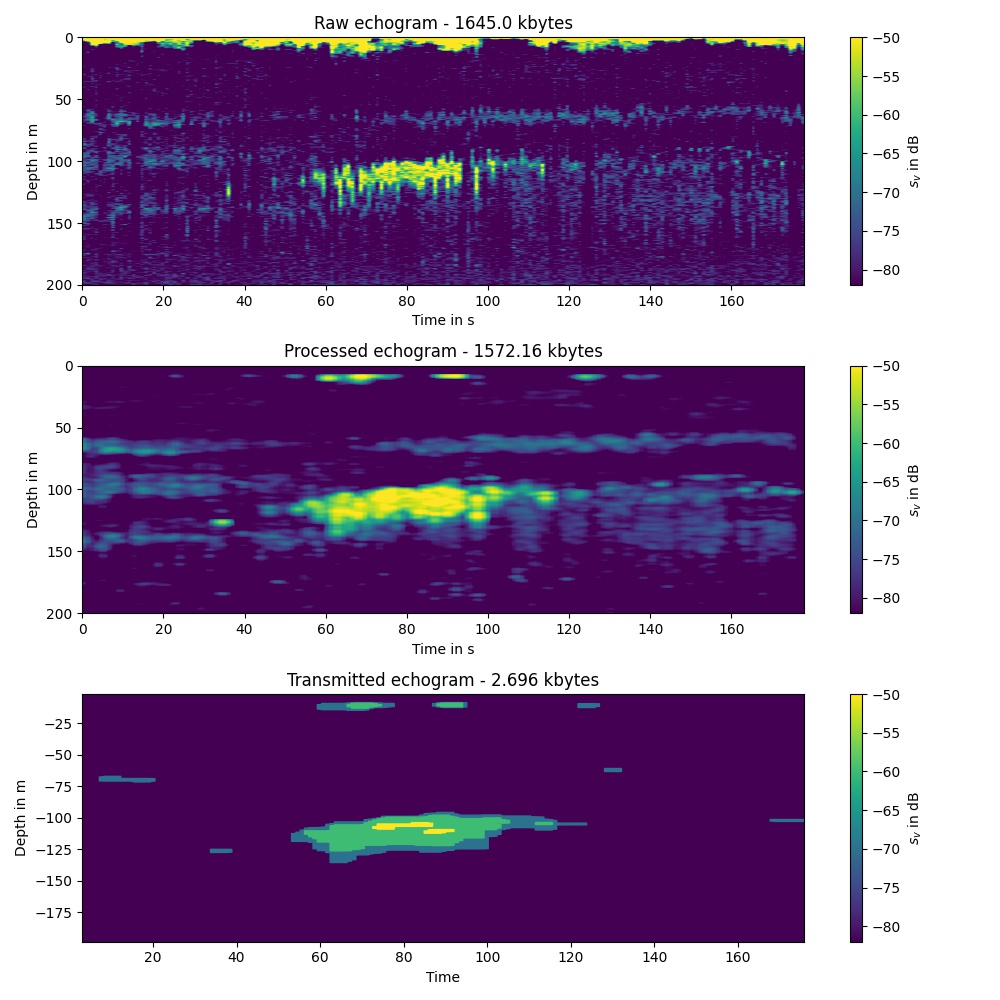 Raw echogram - 1645.0 kbytes
0
50
100
150
200
Depth in m
0 20 40 60 80 100 120 140 160
Time in s
−50
−55
−60
−65
−70
−75
−80
sv in dB
Processed echogram - 1572.16 kbytes
0
50
100
150
200
Depth in m
0 20 40 60 80 100 120 140 160
Time in s
−50
−55
−60
−65
−70
−75
−80
sv in dB
Transmitted echogram - 2.696 kbytes
−25
−50
−75
−100
−125
−150
−175
Depth in m
20 40 60 80 100 120 140 160
Time
−50
−55
−60
−65
−70
−75
−80
sv in dB